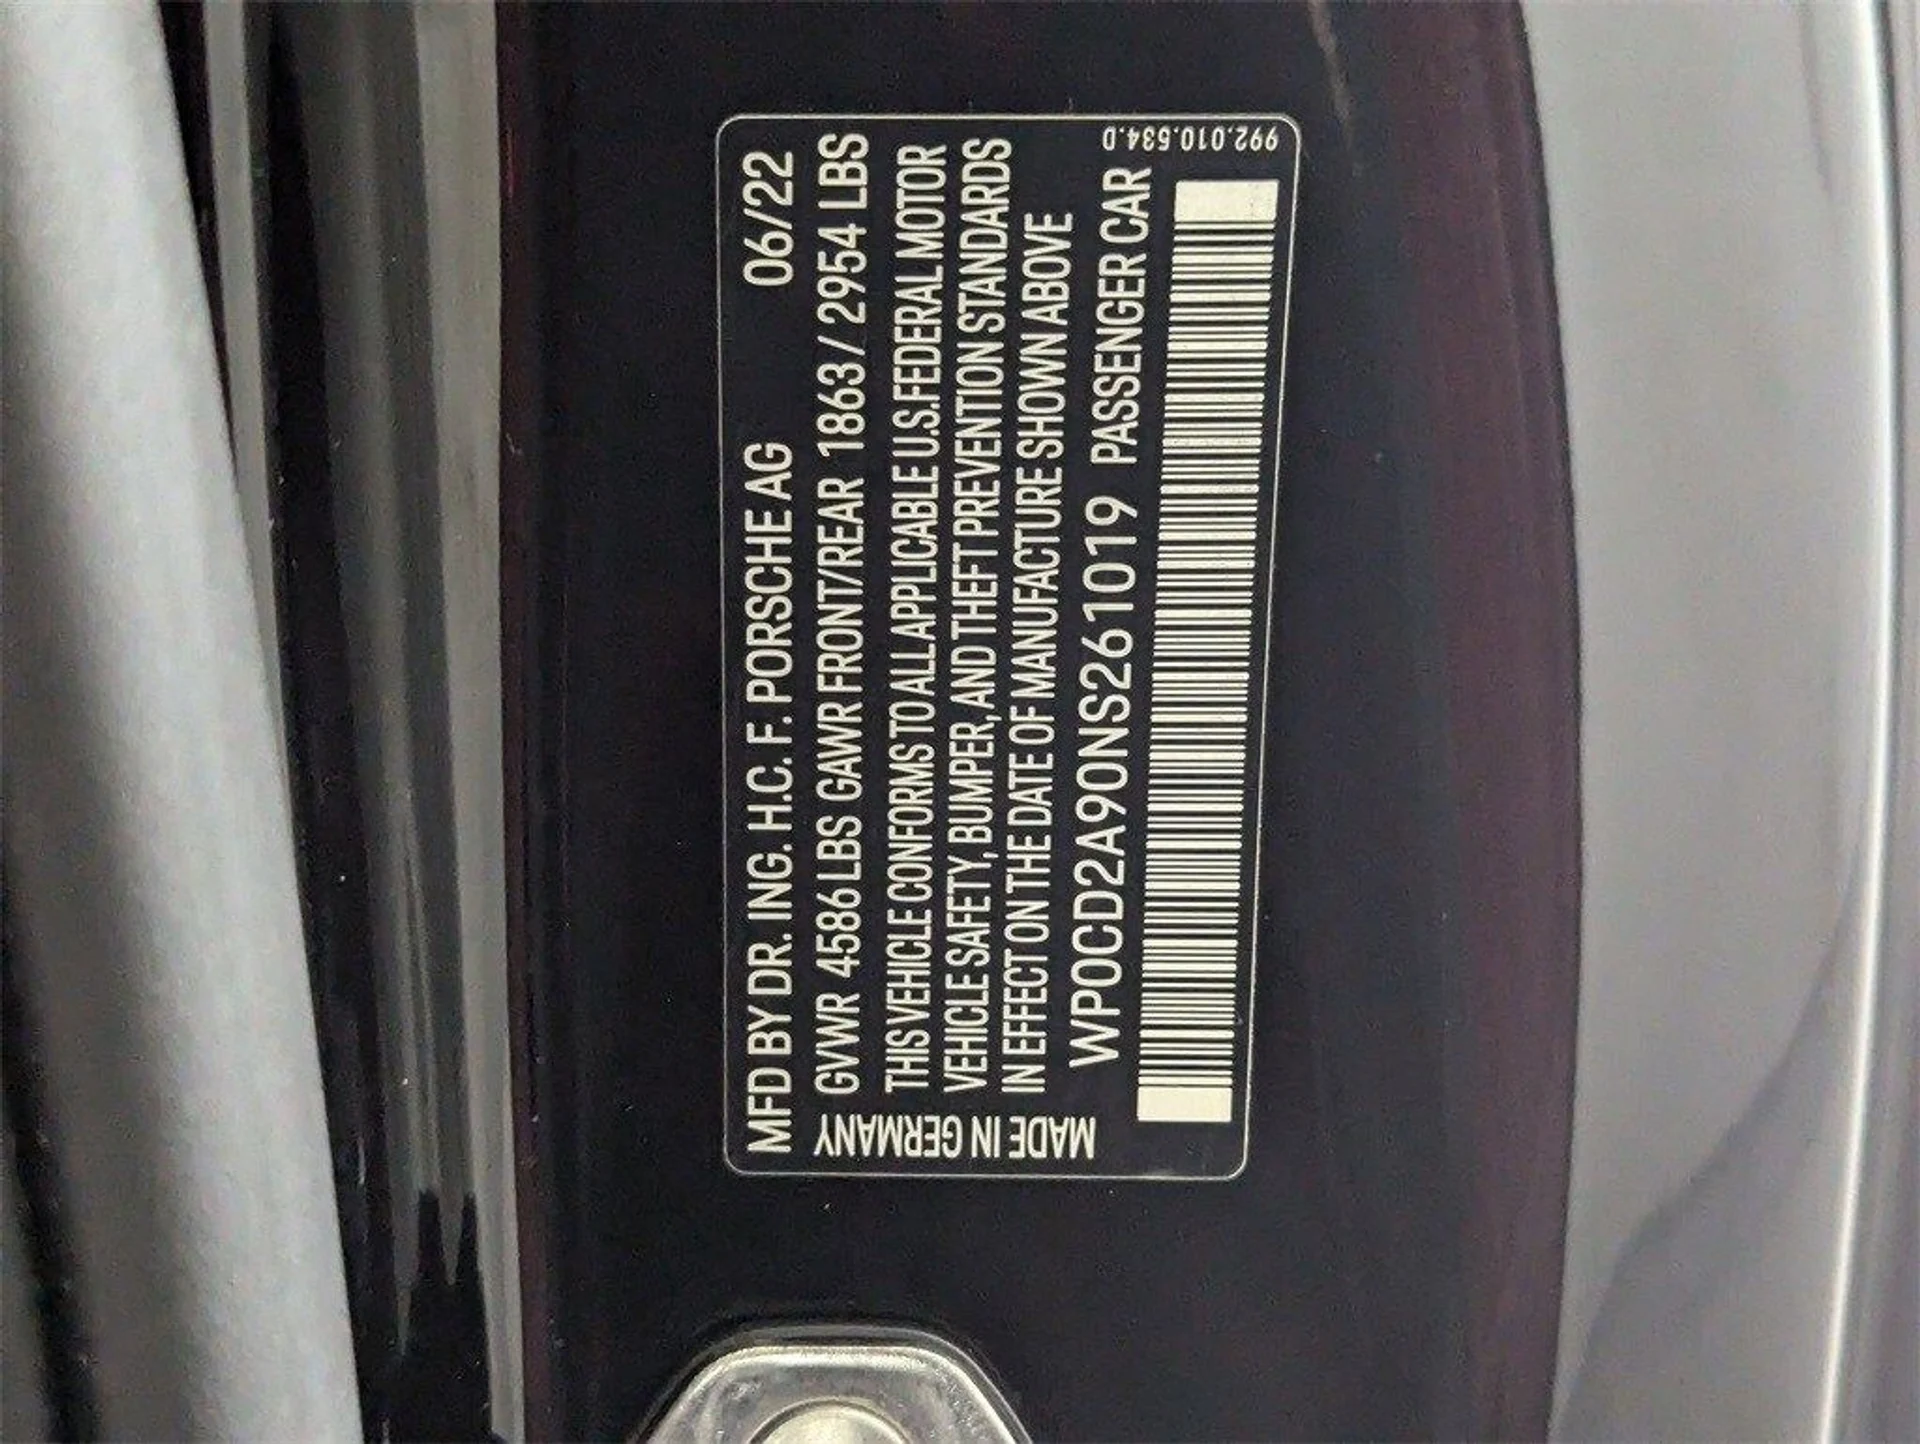 MFD BY DR. ING. H.C. F. PORSCHE AG 06/22
GVWR 4586 LBS GAWR FRONT/REAR 1863 / 2954 LBS
THIS VEHICLE CONFORMS TO ALL APPLICABLE U.S. FEDERAL MOTOR
VEHICLE SAFETY, BUMPER, AND THEFT PREVENTION STANDARDS
IN EFFECT ON THE DATE OF MANUFACTURE SHOWN ABOVE
WP0CD2A90NS261019 PASSENGER CAR
MADE IN GERMANY
992.010.534.D